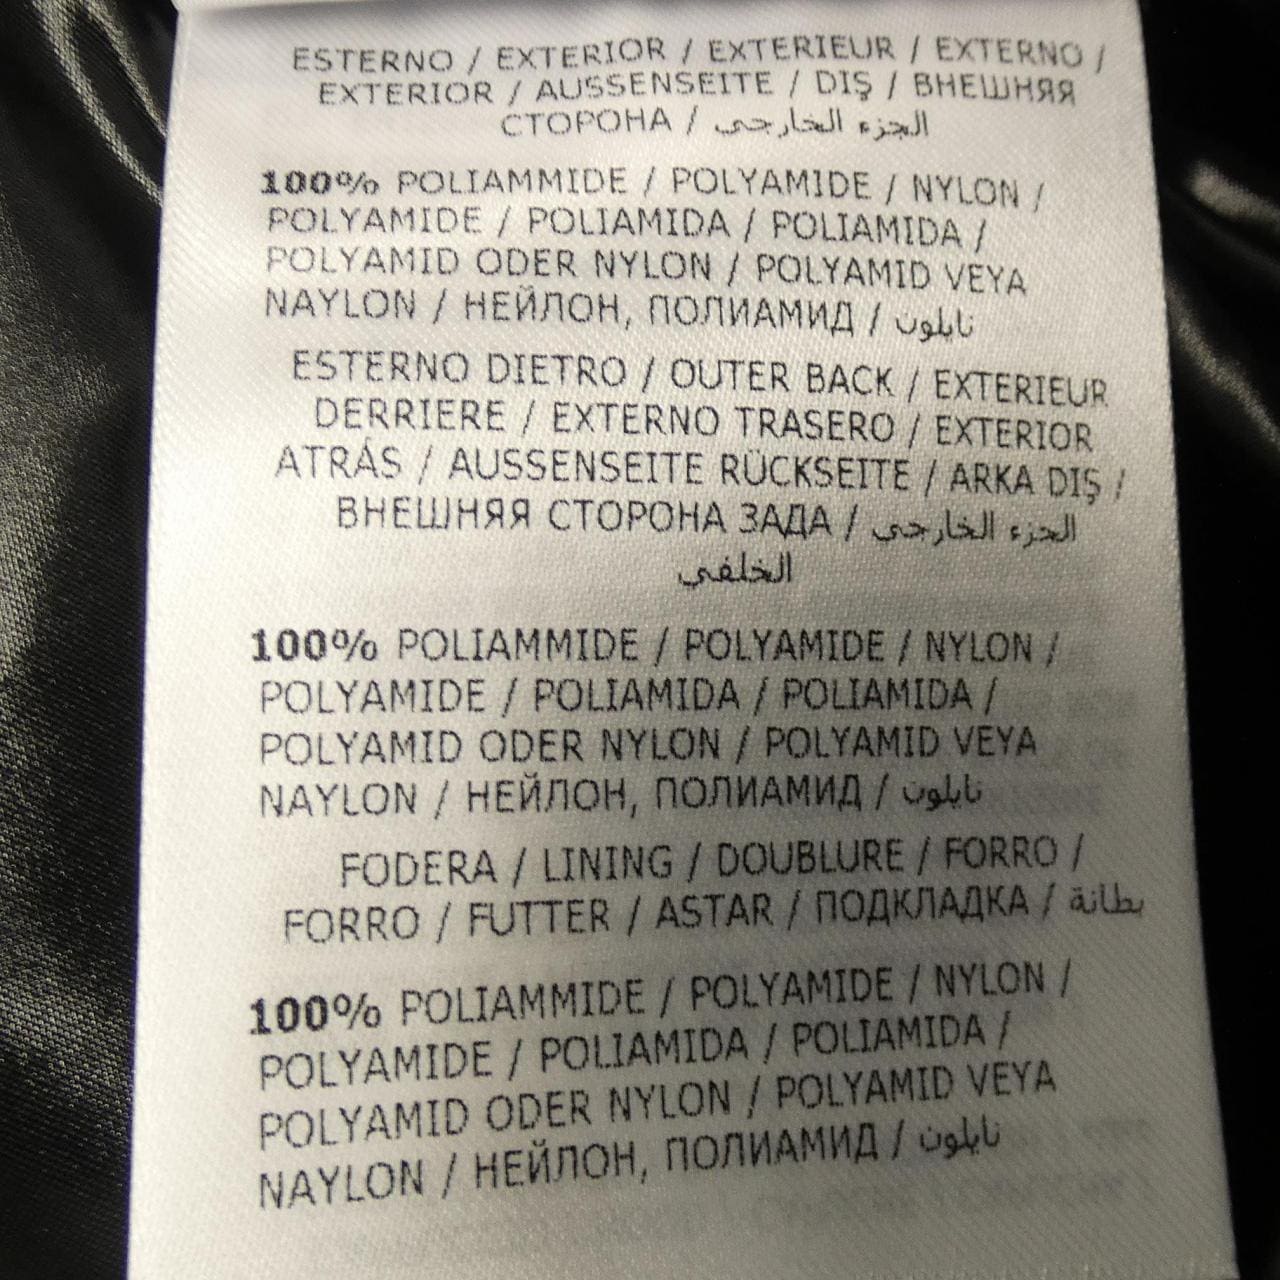 ESTERNO / EXTERIOR / EXTERIEUR / EXTERNO /
EXTERIOR / AUSSENSEITE / DIŞ / ВНЕШНЯЯ
СТОРОНА / الجزء الخارجي
100% POLIAMMIDE / POLYAMIDE / NYLON /
POLYAMIDE / POLIAMIDA / POLIAMIDA /
POLYAMID ODER NYLON / POLYAMID VEYA
NAYLON / НЕЙЛОН, ПОЛИАМИД / نايلون
ESTERNO DIETRO / OUTER BACK / EXTERIEUR
DERRIERE / EXTERNO TRASERO / EXTERIOR
ATRÁS / AUSSENSEITE RÜCKSEITE / ARKA DIŞ /
ВНЕШНЯЯ СТОРОНА ЗАДА / الجزء الخارجي
الخلفي
100% POLIAMMIDE / POLYAMIDE / NYLON /
POLYAMIDE / POLIAMIDA / POLIAMIDA /
POLYAMID ODER NYLON / POLYAMID VEYA
NAYLON / НЕЙЛОН, ПОЛИАМИД / نايلون
FODERA / LINING / DOUBLURE / FORRO /
FORRO / FUTTER / ASTAR / ПОДКЛАДКА / بطانة
100% POLIAMMIDE / POLYAMIDE / NYLON /
POLYAMIDE / POLIAMIDA / POLIAMIDA /
POLYAMID ODER NYLON / POLYAMID VEYA
NAYLON / НЕЙЛОН, ПОЛИАМИД / نايلون